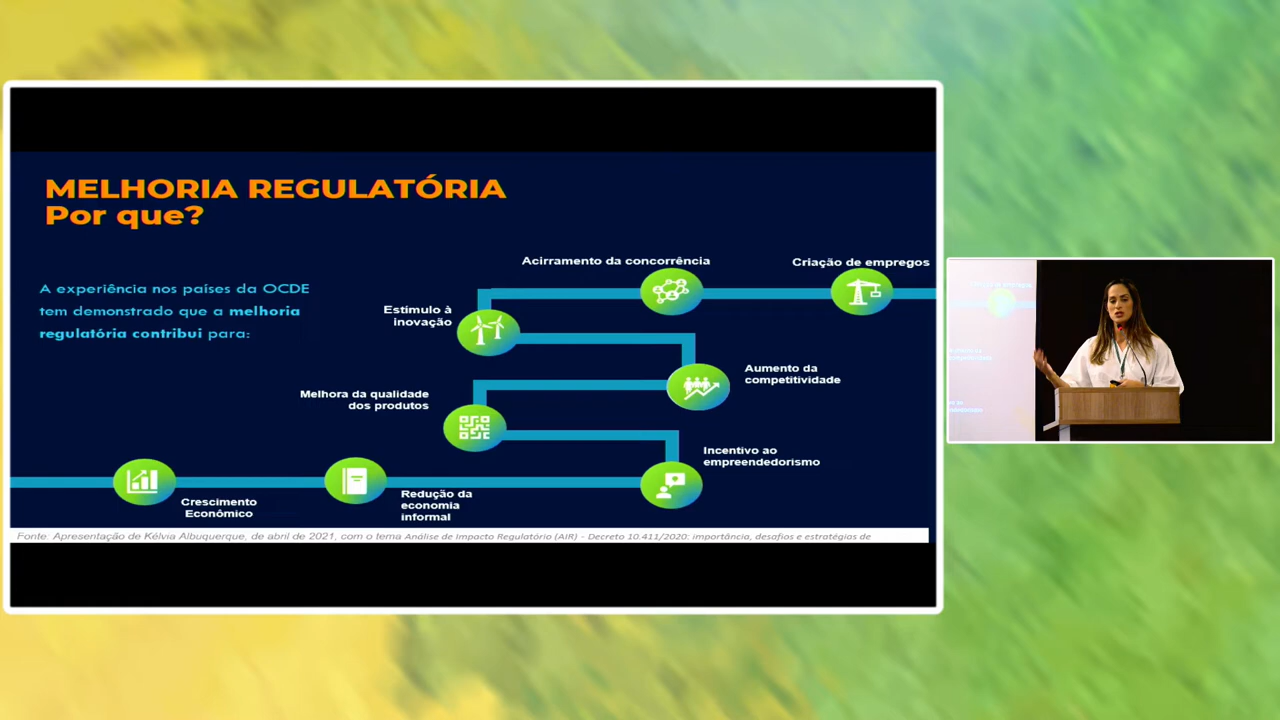 MELHORIA REGULATÓRIA
Por que?
A experiência nos países da OCDE
tem demonstrado que a melhoria
regulatória contribui para:
Acirramento da concorrência
Criação de empregos
Estímulo à
inovação
Aumento da
competitividade
Melhora da qualidade
dos produtos
Incentivo ao
empreendedorismo
Crescimento
Econômico
Redução da
economia
informal
Fonte: Apresentação de Kélvia Albuquerque, de abril de 2021, com o tema Análise de Impacto Regulatório (AIR) - Decreto 10.411/2020: importância, desafios e estratégias de